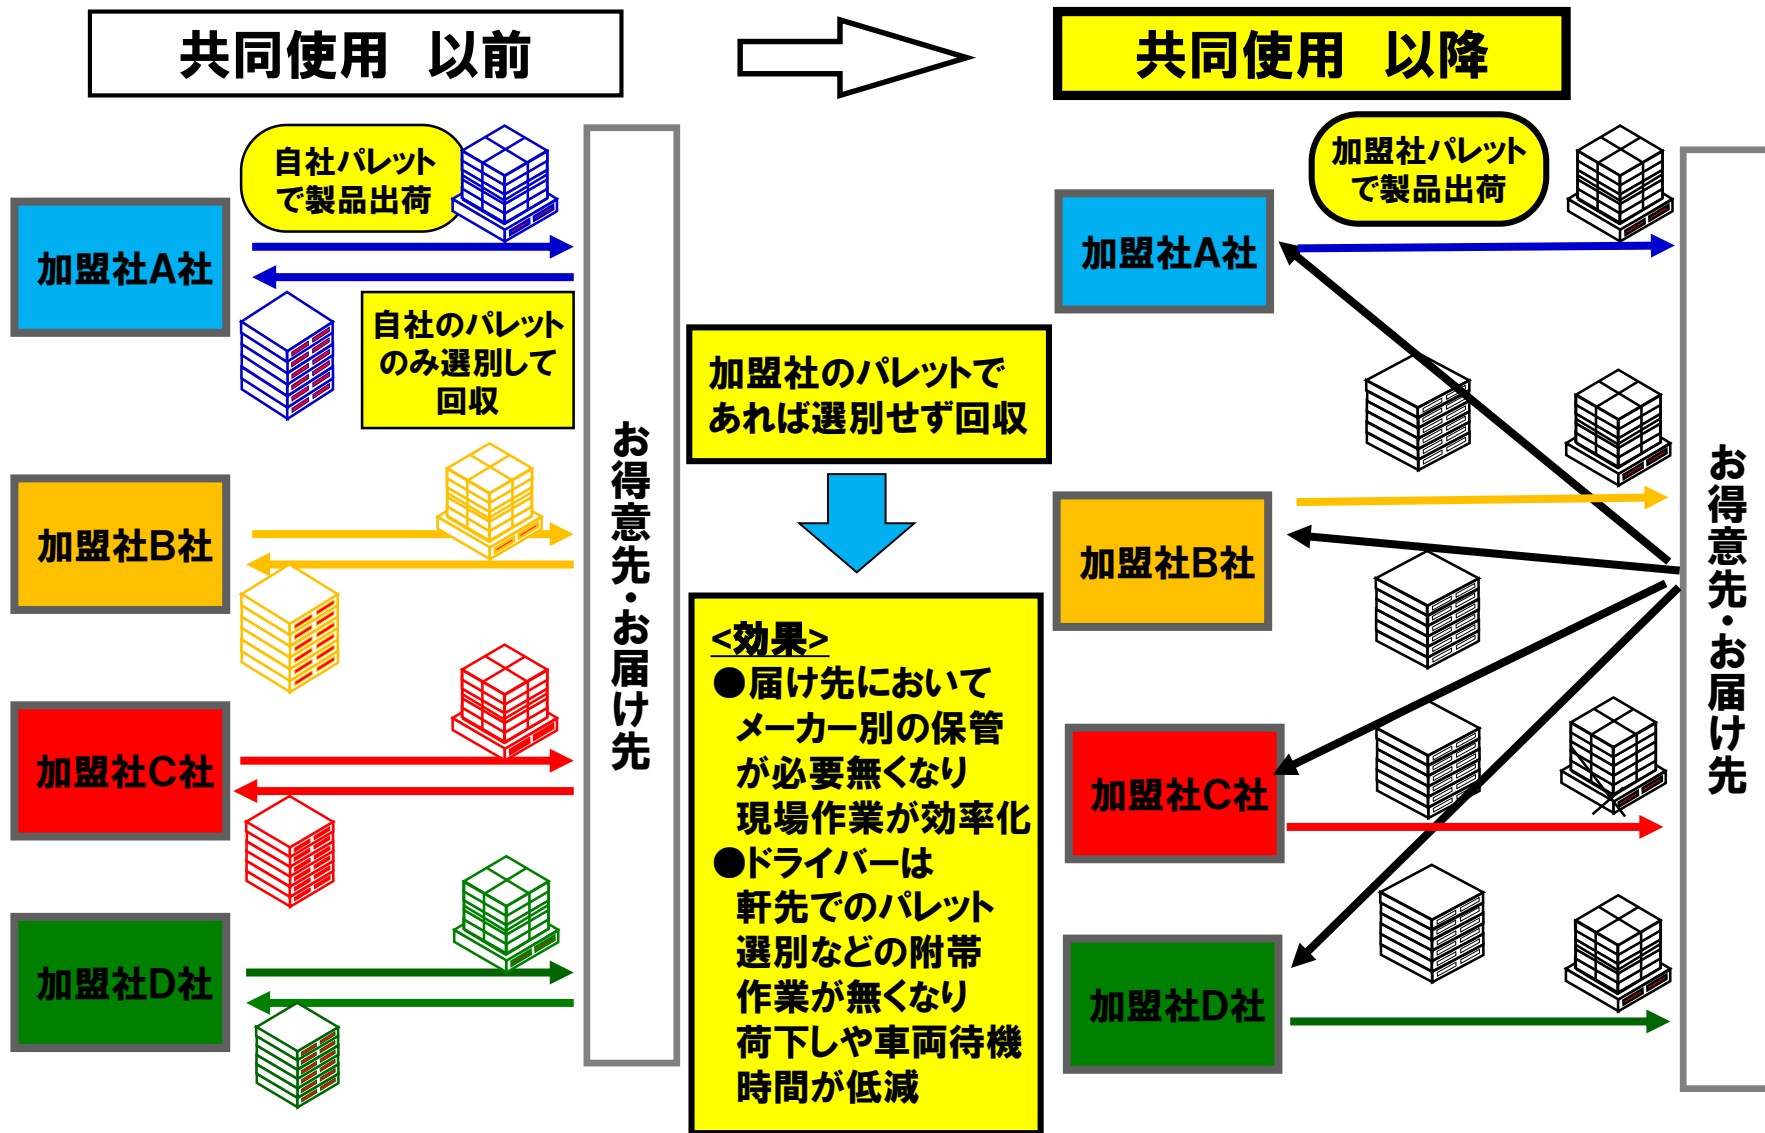 共同使用 以前
共同使用 以降
自社パレット
で製品出荷
加盟社A社
自社のパレット
のみ選別して
回収
加盟社B社
加盟社C社
加盟社D社
お得意先・お届け先
加盟社のパレットで
あれば選別せず回収
<効果>
●届け先において
メーカー別の保管
が必要無くなり
現場作業が効率化
●ドライバーは
軒先でのパレット
選別などの附帯
作業が無くなり
荷下しや車両待機
時間が低減
加盟社パレット
で製品出荷
加盟社A社
加盟社B社
加盟社C社
加盟社D社
お得意先・お届け先